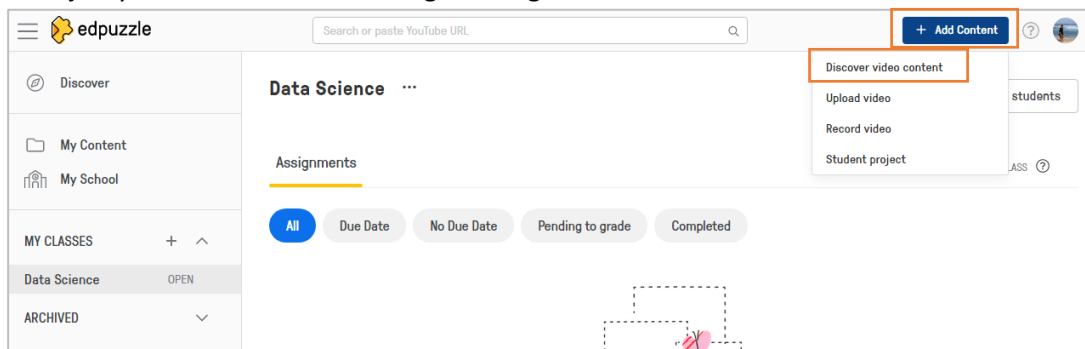 edpuzzle
Search or paste YouTube URL
+ Add Content
?
Discover
Data Science ...
Discover video content
Upload video
Record video
Student project
students
My Content
My School
Assignments
ASS ?
All Due Date No Due Date Pending to grade Completed
MY CLASSES +
Data Science OPEN
ARCHIVED